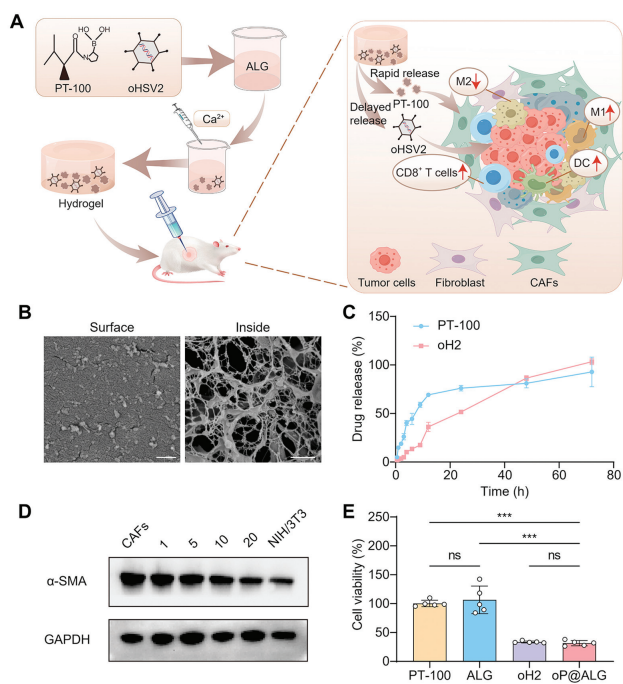 A
HO
OH
B
O
N
PT-100
oHSV2
ALG
Ca²⁺
Hydrogel
Rapid release
PT-100
Delayed
release
oHSV2
M2
M1
CD8⁺ T cells
DC
Tumor cells
Fibroblast
CAFs
B
Surface
Inside
C
Drug relaease (%)
150
100
50
0
0
20
40
60
80
Time (h)
PT-100
oH2
D
CAFs
1
5
10
20
NIH/3T3
α-SMA
GAPDH
E
Cell viability (%)
250
200
150
100
50
0
***
***
ns
ns
PT-100
ALG
oH2
oP@ALG